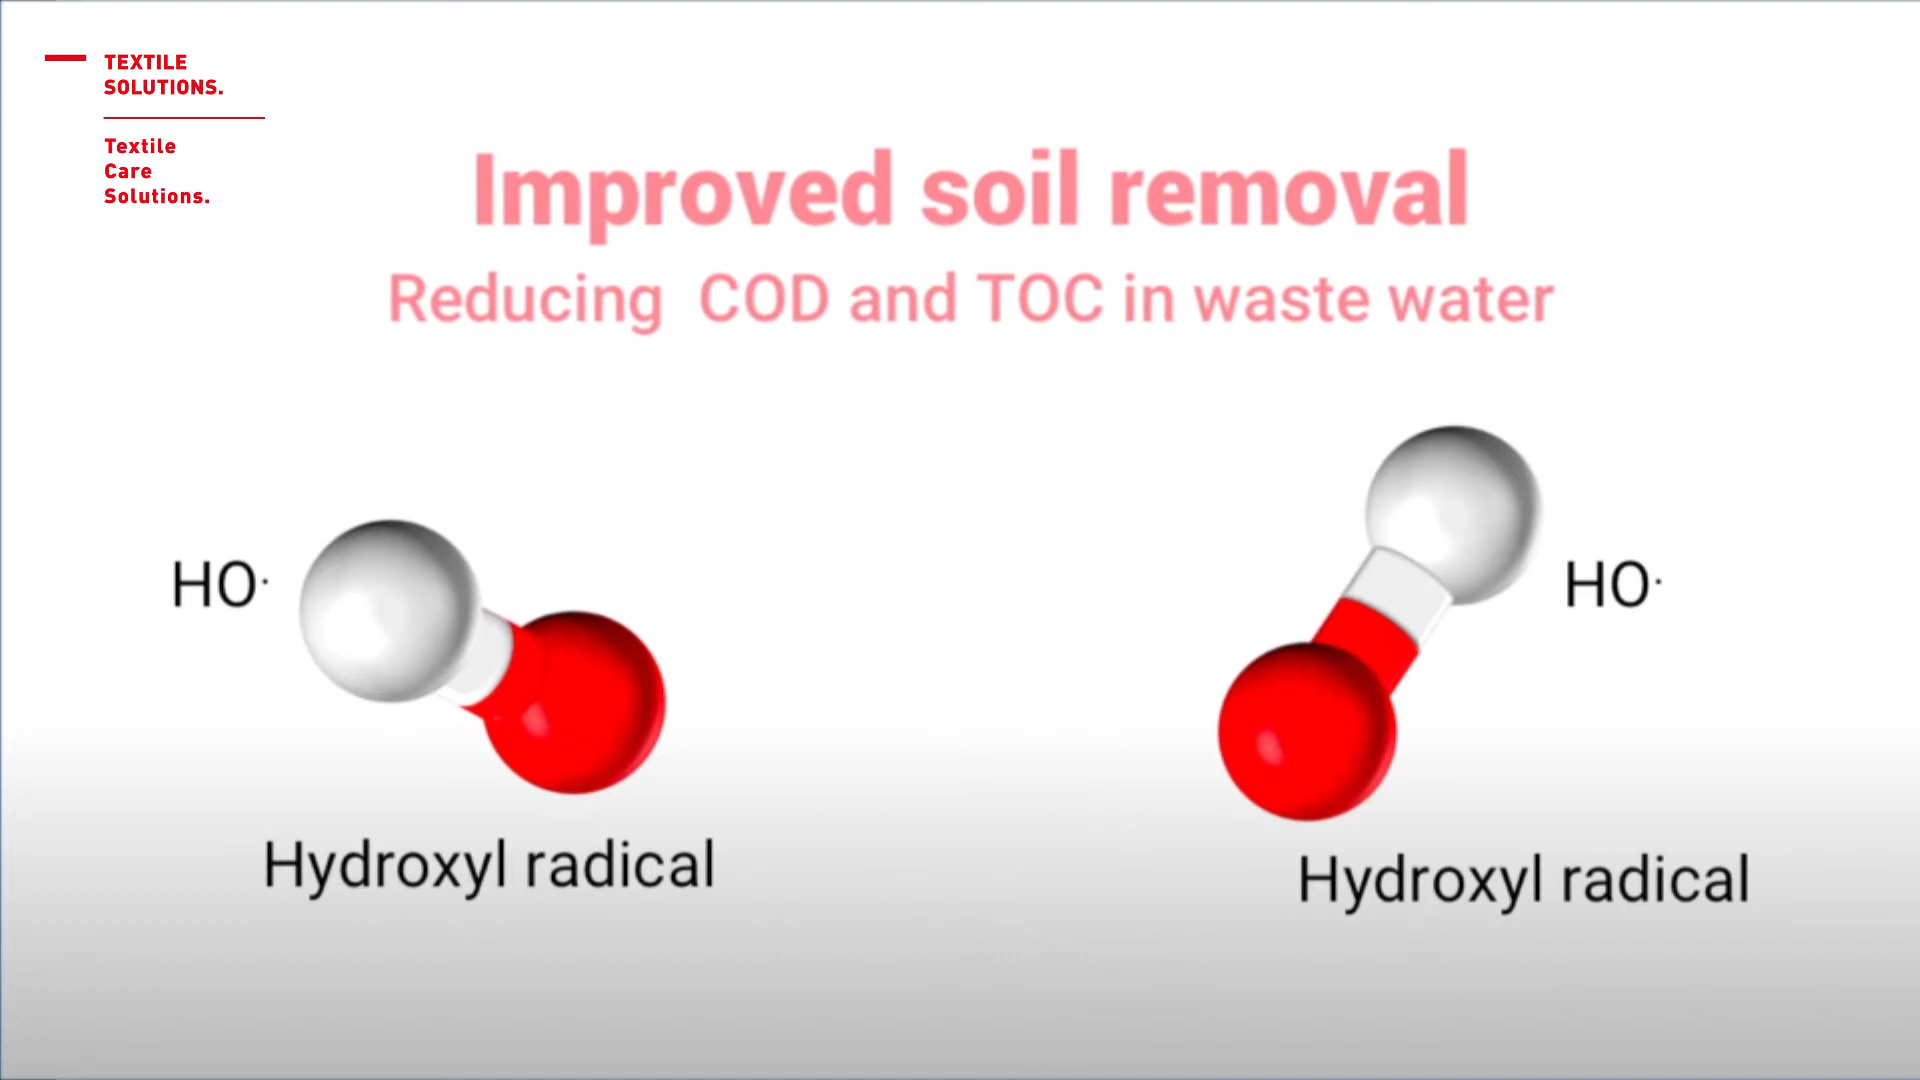 TEXTILE
SOLUTIONS.
Textile
Care
Solutions.
Improved soil removal
Reducing  COD and TOC in waste water
HO·
HO·
Hydroxyl radical
Hydroxyl radical